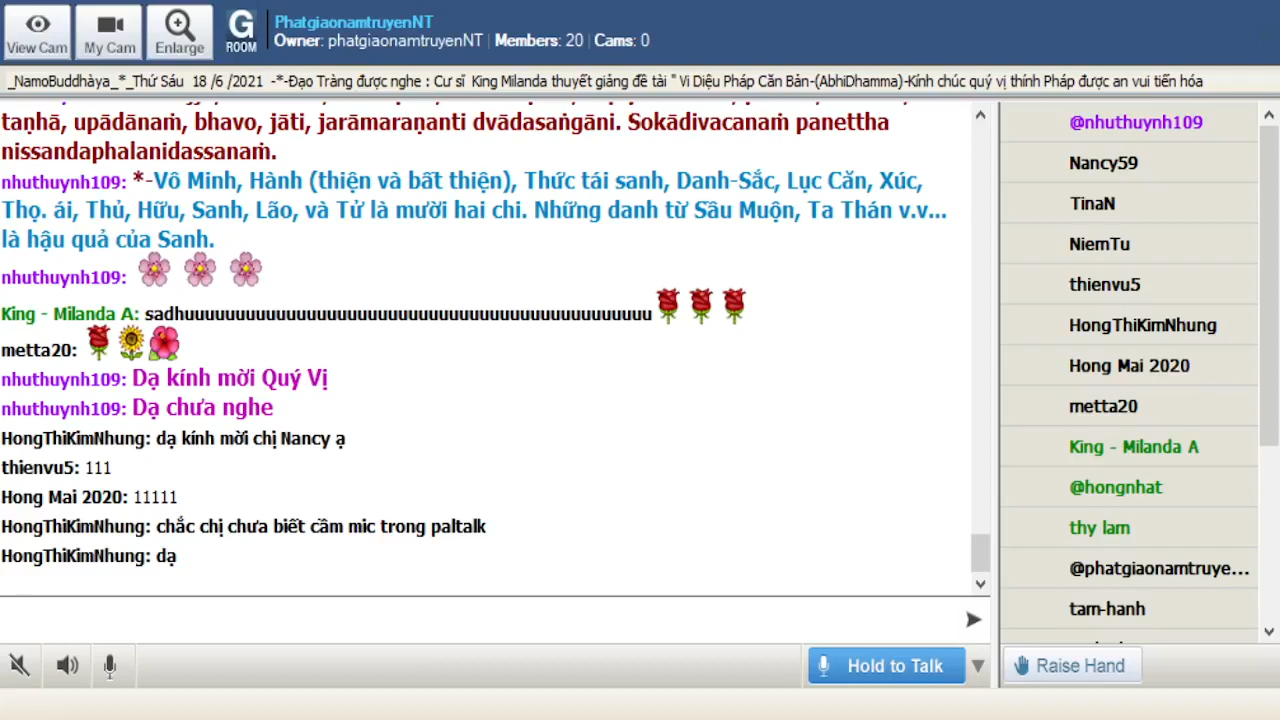 View Cam
My Cam
Enlarge
G
ROOM
PhatgiaonamtruyenNT
Owner: phatgiaonamtruyenNT | Members: 20 | Cams: 0
_NamoBuddhàya_*_Thứ Sáu 18 /6 /2021 -*-Đạo Tràng được nghe : Cư sĩ King Milanda thuyết giảng đề tài " Vi Diệu Pháp Căn Bản-(AbhiDhamma)-Kính chúc quý vị thính Pháp được an vui tiến hóa
taṇhā, upādānaṁ, bhavo, jāti, jarāmaraṇanti dvādasaṅgāni. Sokādivacanaṁ panettha
nissandaphalanidassanaṁ.
nhuthuynh109: *-Vô Minh, Hành (thiện và bất thiện), Thức tái sanh, Danh-Sắc, Lục Căn, Xúc,
Thọ. ái, Thủ, Hữu, Sanh, Lão, và Tử là mười hai chi. Những danh từ Sầu Muộn, Ta Thán v.v...
là hậu quả của Sanh.
nhuthuynh109:
King - Milanda A: sadhuuuuuuuuuuuuuuuuuuuuuuuuuuuuuuuuuuuuuuuuuuuuuu
metta20:
nhuthuynh109: Dạ kính mời Quý Vị
nhuthuynh109: Dạ chưa nghe
HongThiKimNhung: dạ kính mời chị Nancy ạ
thienvu5: 111
Hong Mai 2020: 11111
HongThiKimNhung: chắc chị chưa biết cầm mic trong paltalk
HongThiKimNhung: dạ
@nhuthuynh109
Nancy59
TinaN
NiemTu
thienvu5
HongThiKimNhung
Hong Mai 2020
metta20
King - Milanda A
@hongnhat
thy lam
@phatgiaonamtruye...
tam-hanh
Hold to Talk
Raise Hand